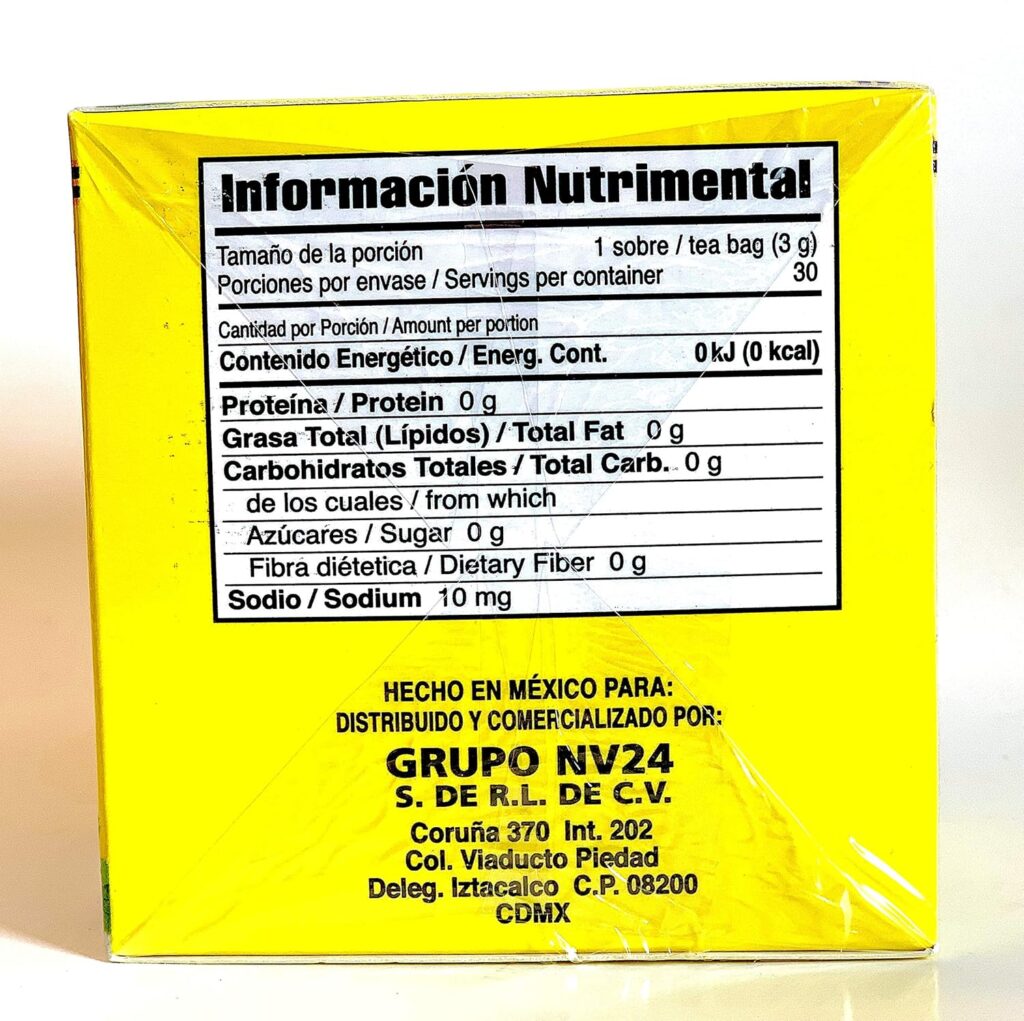 Información Nutrimental
Tamaño de la porción 1 sobre / tea bag (3 g)
Porciones por envase / Servings per container 30
Cantidad por Porción / Amount per portion
Contenido Energético / Energ. Cont. 0 kJ (0 kcal)
Proteína / Protein 0 g
Grasa Total (Lípidos) / Total Fat 0 g
Carbohidratos Totales / Total Carb. 0 g
de los cuales / from which
Azúcares / Sugar 0 g
Fibra diétetica / Dietary Fiber 0 g
Sodio / Sodium 10 mg
HECHO EN MÉXICO PARA:
DISTRIBUIDO Y COMERCIALIZADO POR:
GRUPO NV24
S. DE R.L. DE C.V.
Coruña 370 Int. 202
Col. Viaducto Piedad
Deleg. Iztacalco C.P. 08200
CDMX